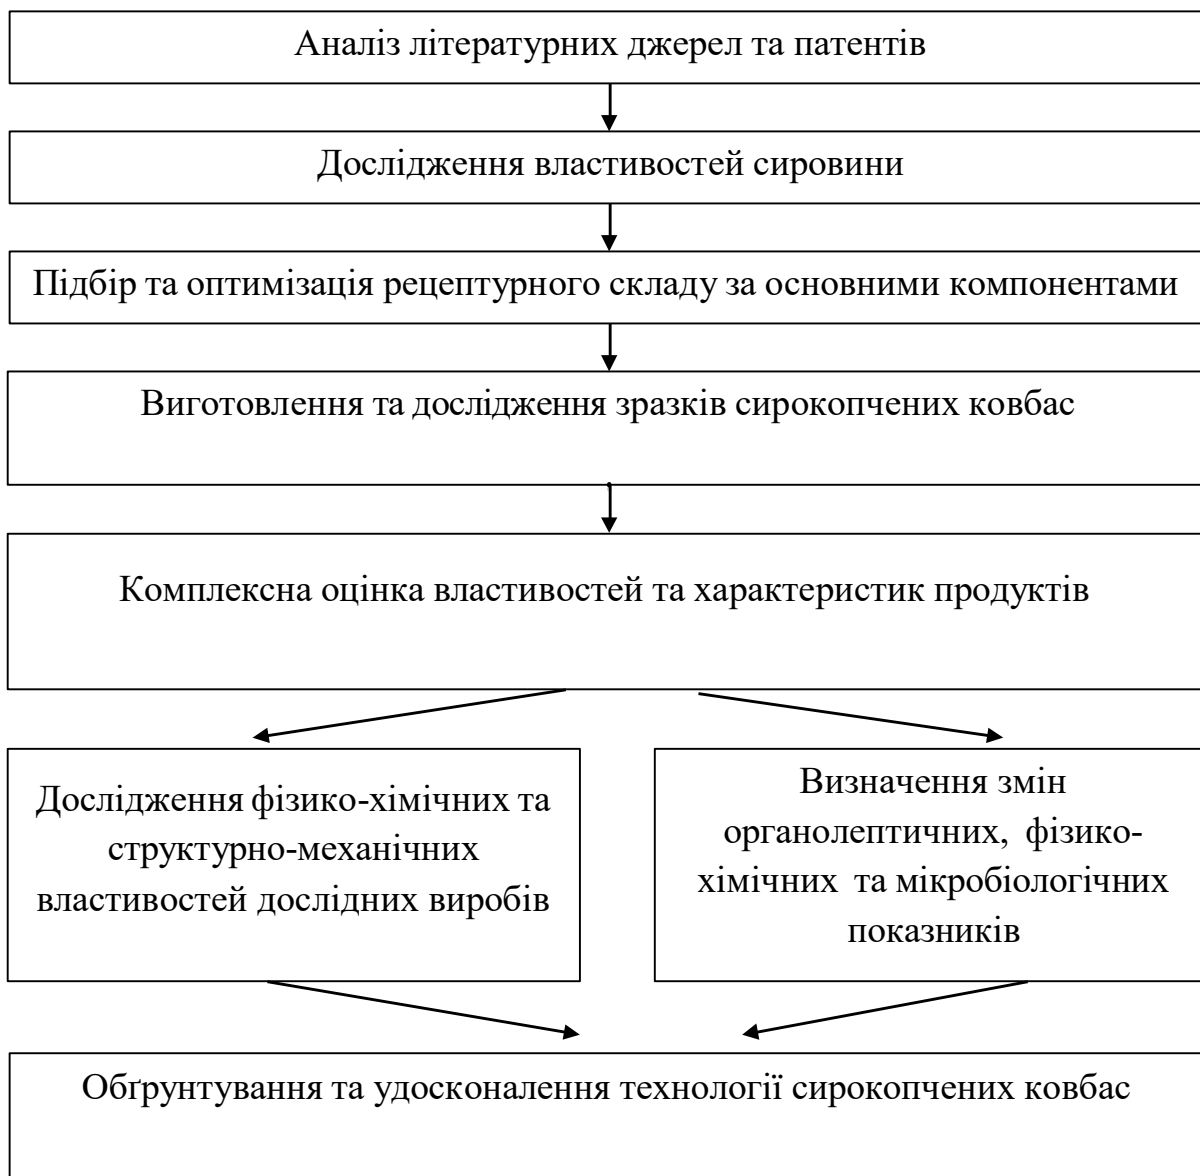 Аналіз літературних джерел та патентів
Дослідження властивостей сировини
Підбір та оптимізація рецептурного складу за основними компонентами
Виготовлення та дослідження зразків сирокопчених ковбас
Комплексна оцінка властивостей та характеристик продуктів
Дослідження фізико-хімічних та
структурно-механічних
властивостей дослідних виробів
Визначення змін
органолептичних, фізико-
хімічних та мікробіологічних
показників
Обґрунтування та удосконалення технології сирокопчених ковбас